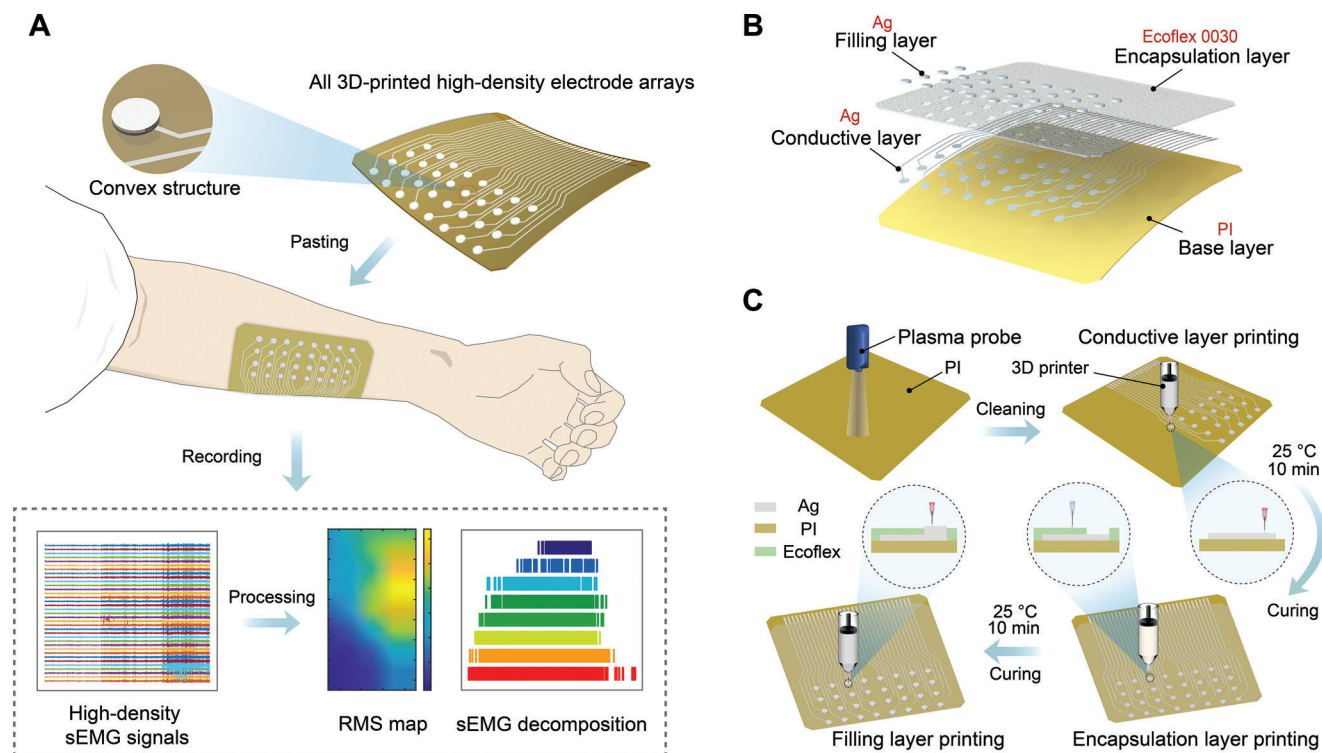 A
All 3D-printed high-density electrode arrays
Convex structure
Pasting
Recording
Processing
High-density
sEMG signals
RMS map
sEMG decomposition
B
Ag
Filling layer
Ecoflex 0030
Encapsulation layer
Ag
Conductive layer
PI
Base layer
C
Plasma probe
PI
Cleaning
Conductive layer printing
3D printer
25 °C
10 min
Curing
Ag
PI
Ecoflex
25 °C
10 min
Curing
Filling layer printing
Encapsulation layer printing